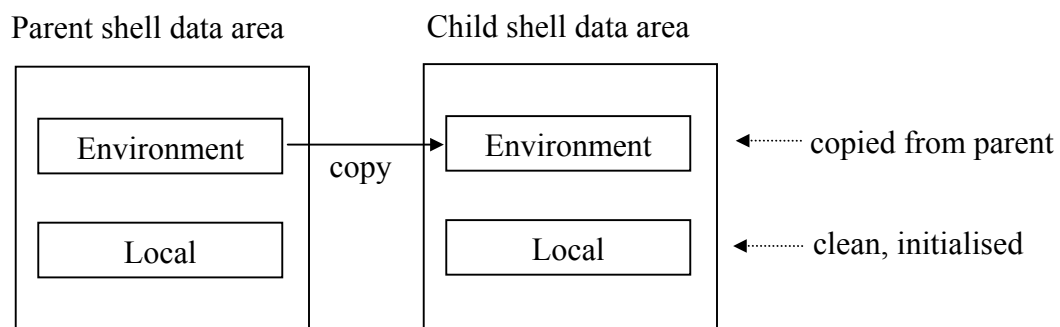 Parent shell data area
Child shell data area
Environment
copy
Environment
copied from parent
Local
Local
clean, initialised